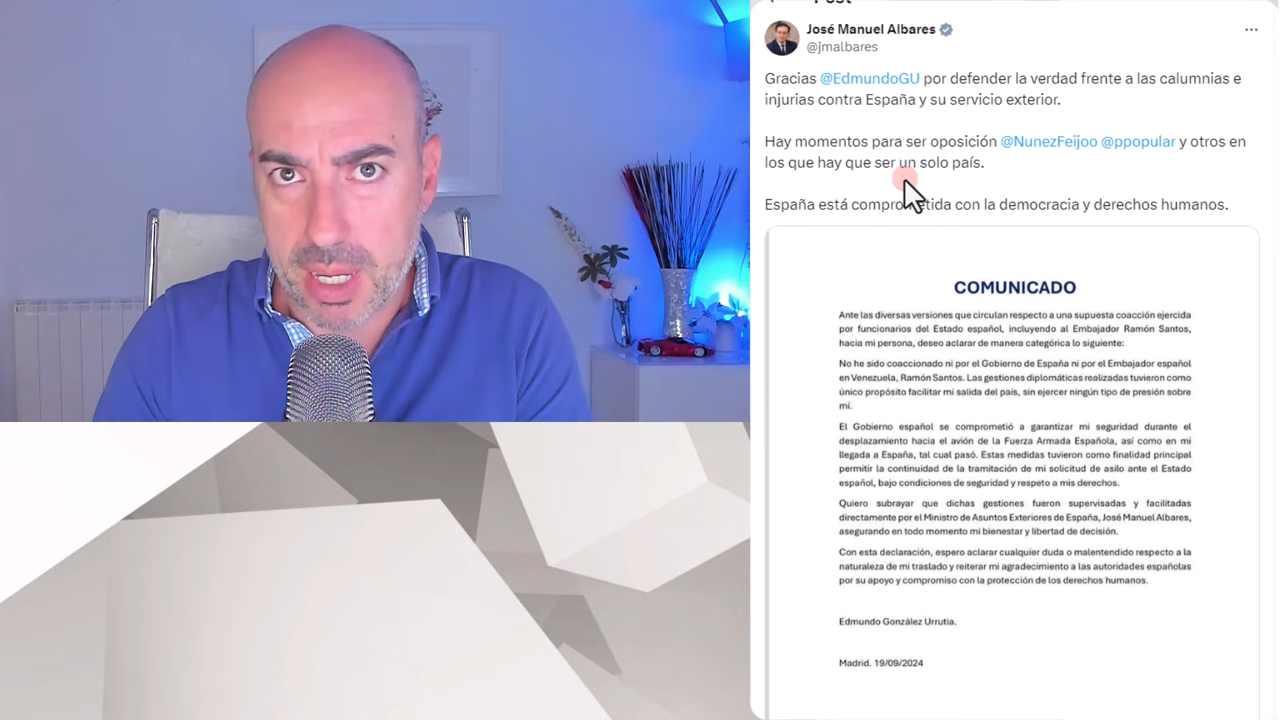 Post
José Manuel Albares
@jmalbares
Gracias @EdmundoGU por defender la verdad frente a las calumnias e
injurias contra España y su servicio exterior.
Hay momentos para ser oposición @NunezFeijoo @ppopular y otros en
los que hay que ser un solo país.
España está comprometida con la democracia y derechos humanos.
COMUNICADO
Ante las diversas versiones que circulan respecto a una supuesta coacción ejercida
por funcionarios del Estado español, incluyendo al Embajador Ramón Santos,
hacia mi persona, deseo aclarar de manera categórica lo siguiente:
No he sido coaccionado ni por el Gobierno de España ni por el Embajador español
en Venezuela, Ramón Santos. Las gestiones diplomáticas realizadas tuvieron como
único propósito facilitar mi salida del país, sin ejercer ningún tipo de presión sobre
mí.
El Gobierno español se comprometió a garantizar mi seguridad durante el
desplazamiento hacia el avión de la Fuerza Armada Española, así como en mi
llegada a España, tal cual pasó. Estas medidas tuvieron como finalidad principal
permitir la continuidad de la tramitación de mi solicitud de asilo ante el Estado
español, bajo condiciones de seguridad y respeto a mis derechos.
Quiero subrayar que dichas gestiones fueron supervisadas y facilitadas
directamente por el Ministro de Asuntos Exteriores de España, José Manuel Albares,
asegurando en todo momento mi bienestar y libertad de decisión.
Con esta declaración, espero aclarar cualquier duda o malentendido respecto a la
naturaleza de mi traslado y reiterar mi agradecimiento a las autoridades españolas
por su apoyo y compromiso con la protección de los derechos humanos.
Edmundo González Urrutia.
Madrid. 19/09/2024